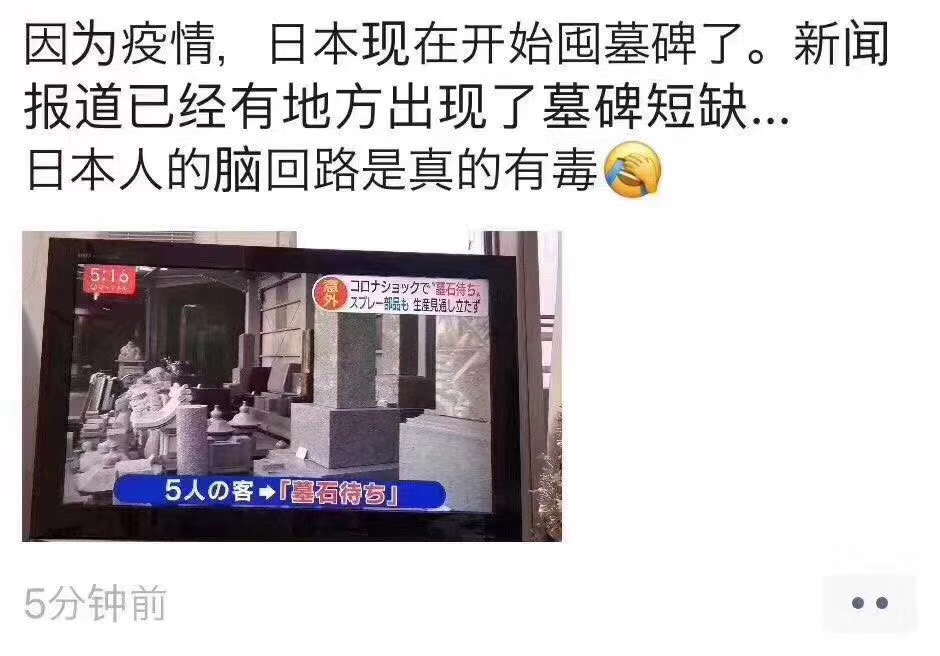 因为疫情，日本现在开始囤墓碑了。新闻
报道已经有地方出现了墓碑短缺...
日本人的脑回路是真的有毒🤦
5:16
意外
コロナショックで〝墓石待ち〟
スプレー部品も 生産見通し立たず
5人の客➡「墓石待ち」
5分钟前